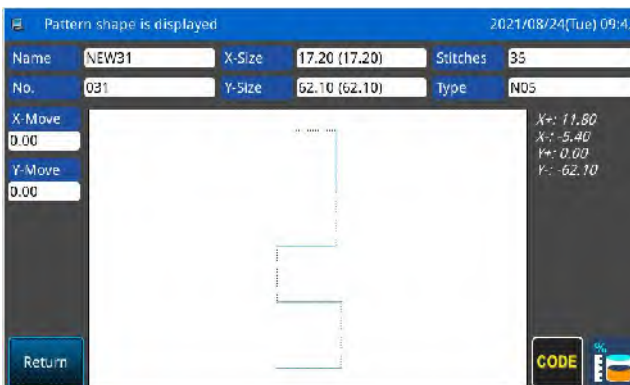 Pattern shape is displayed 2021/08/24(Tue) 09:4
Name NEW31 X-Size 17.20 (17.20) Stitches 35
No. 031 Y-Size 62.10 (62.10) Type N05
X-Move
0.00
Y-Move
0.00
X+: 11.80
X-: -5.40
Y+: 0.00
Y-: -62.10
Return
CODE
%